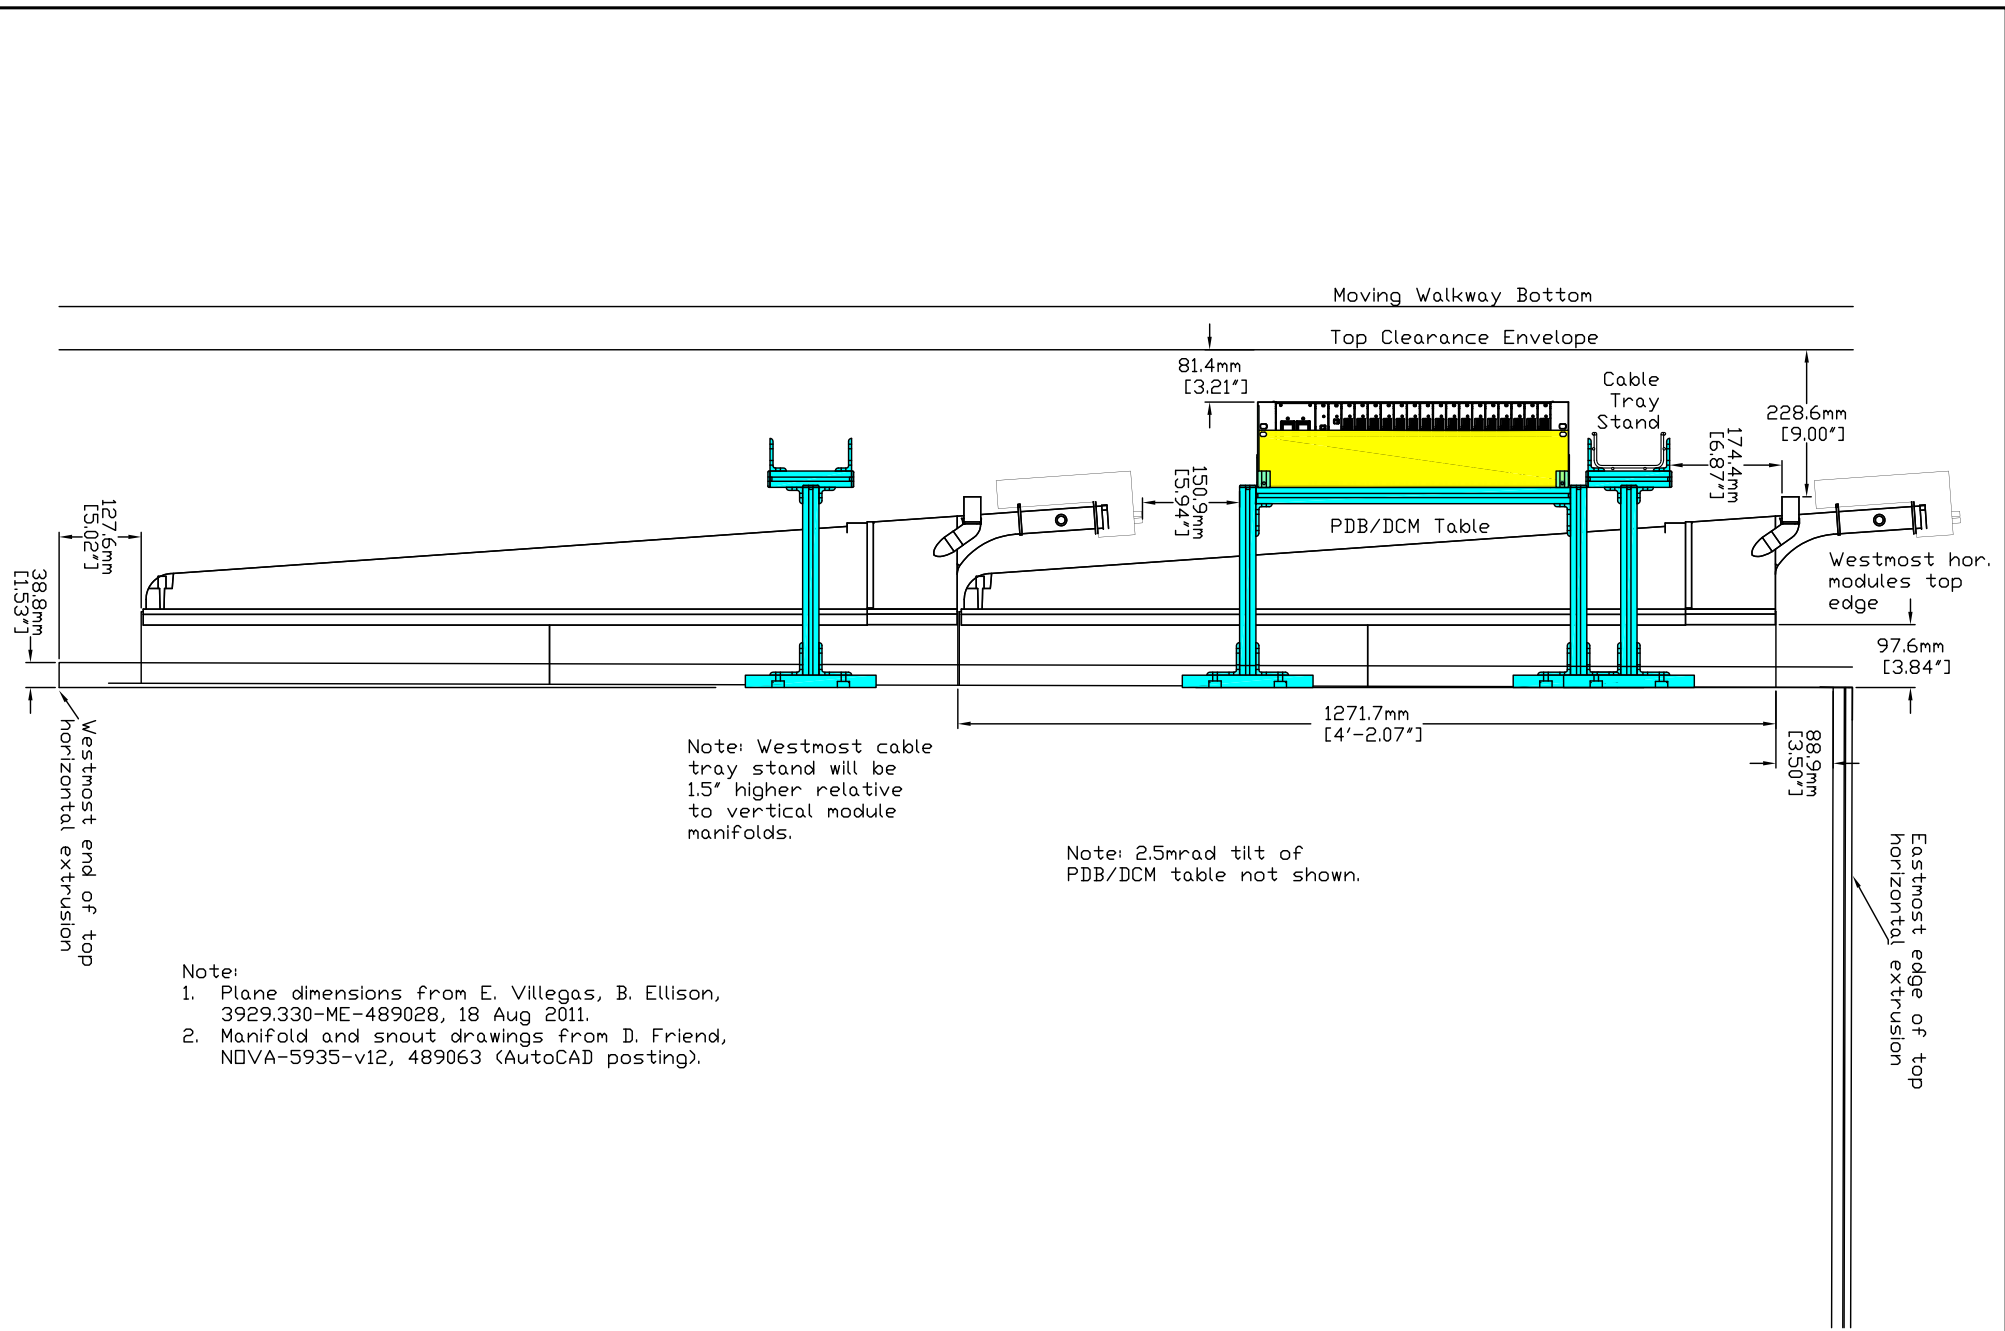 Moving Walkway Bottom
Top Clearance Envelope
81.4mm
[3.21"]
Cable
Tray
Stand
228.6mm
[9.00"]
174.4mm
[6.87"]
150.9mm
[5.94"]
PDB/DCM Table
127.6mm
[5.02"]
38.8mm
[1.53"]
Westmost hor.
modules top
edge
97.6mm
[3.84"]
1271.7mm
[4'-2.07"]
88.9mm
[3.50"]
Westmost end of top
horizontal extrusion
Note: Westmost cable
tray stand will be
1.5" higher relative
to vertical module
manifolds.
Note: 2.5mrad tilt of
PDB/DCM table not shown.
Eastmost edge of top
horizontal extrusion
Note:
1. Plane dimensions from E. Villegas, B. Ellison,
3929.330-ME-489028, 18 Aug 2011.
2. Manifold and snout drawings from D. Friend,
NOVA-5935-v12, 489063 (AutoCAD posting).